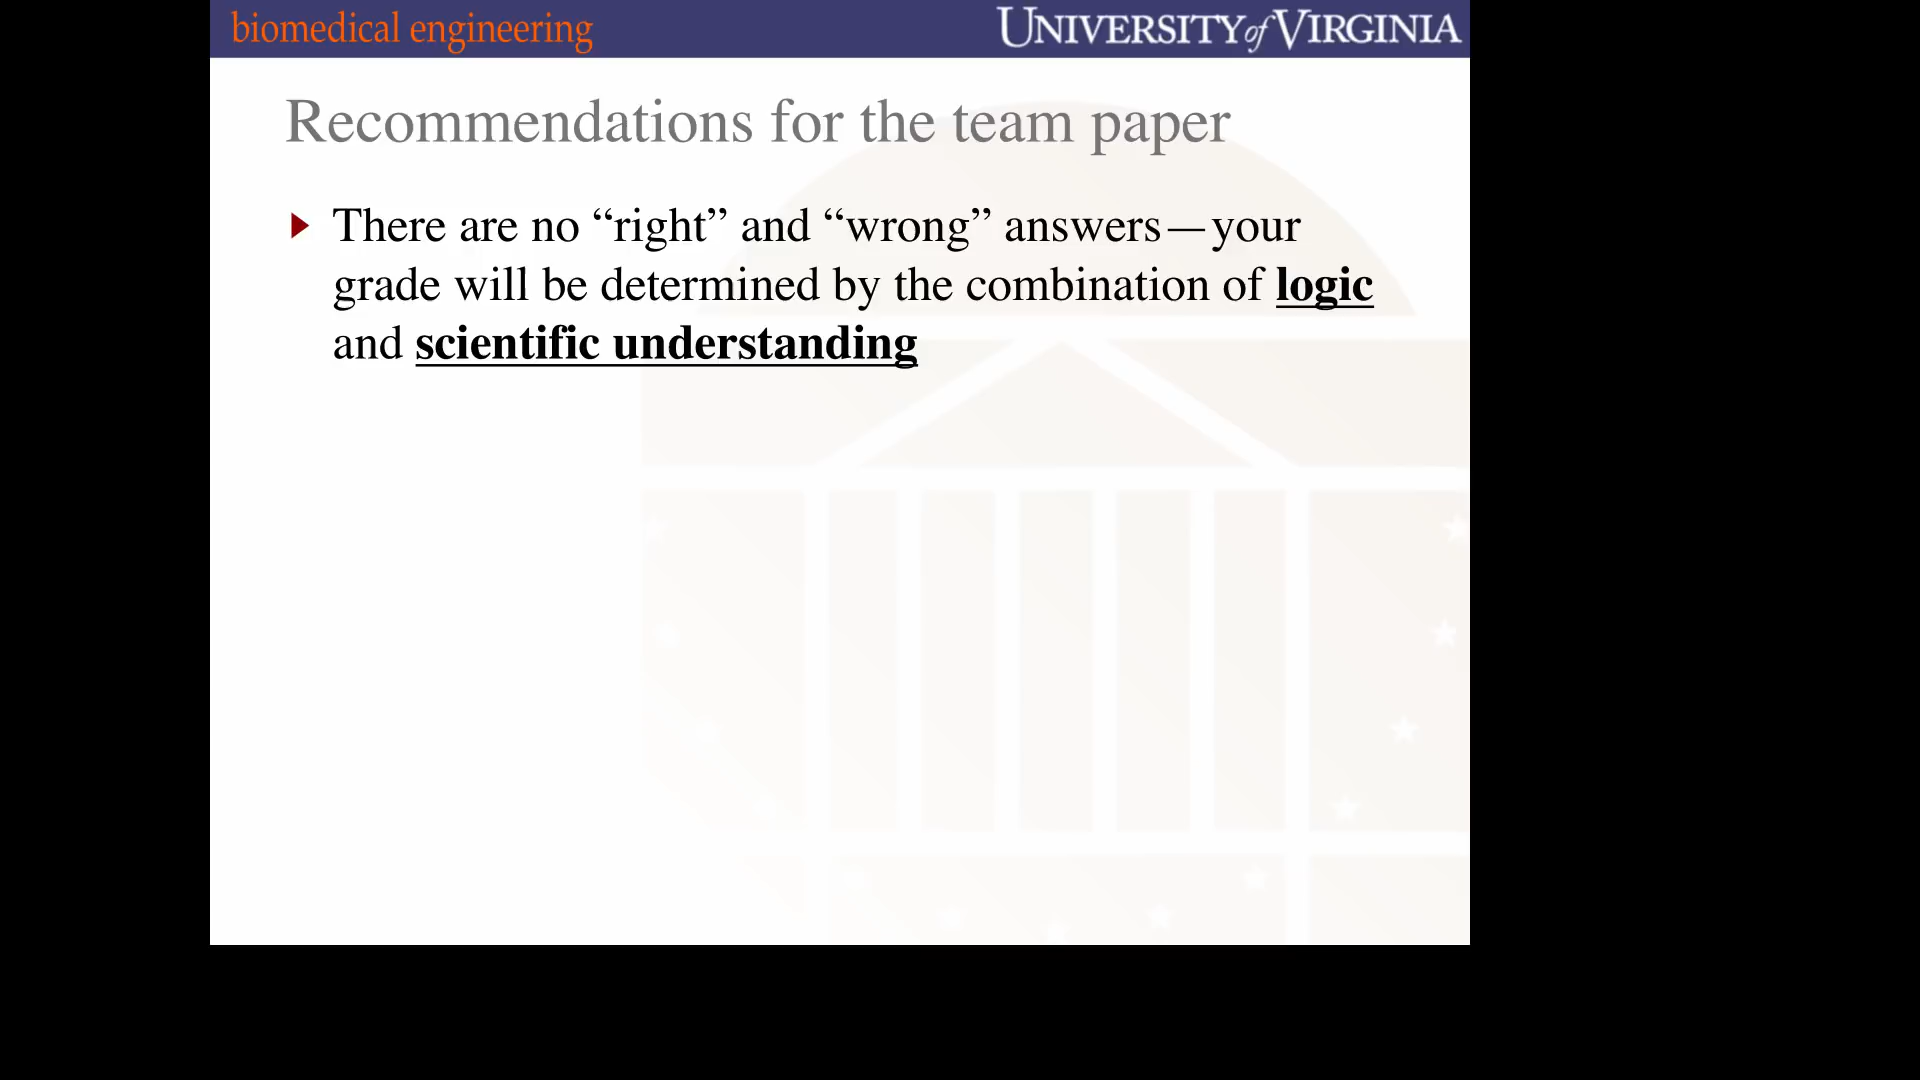 biomedical engineering
UNIVERSITY of VIRGINIA
Recommendations for the team paper
There are no “right” and “wrong” answers—your
grade will be determined by the combination of logic
and scientific understanding